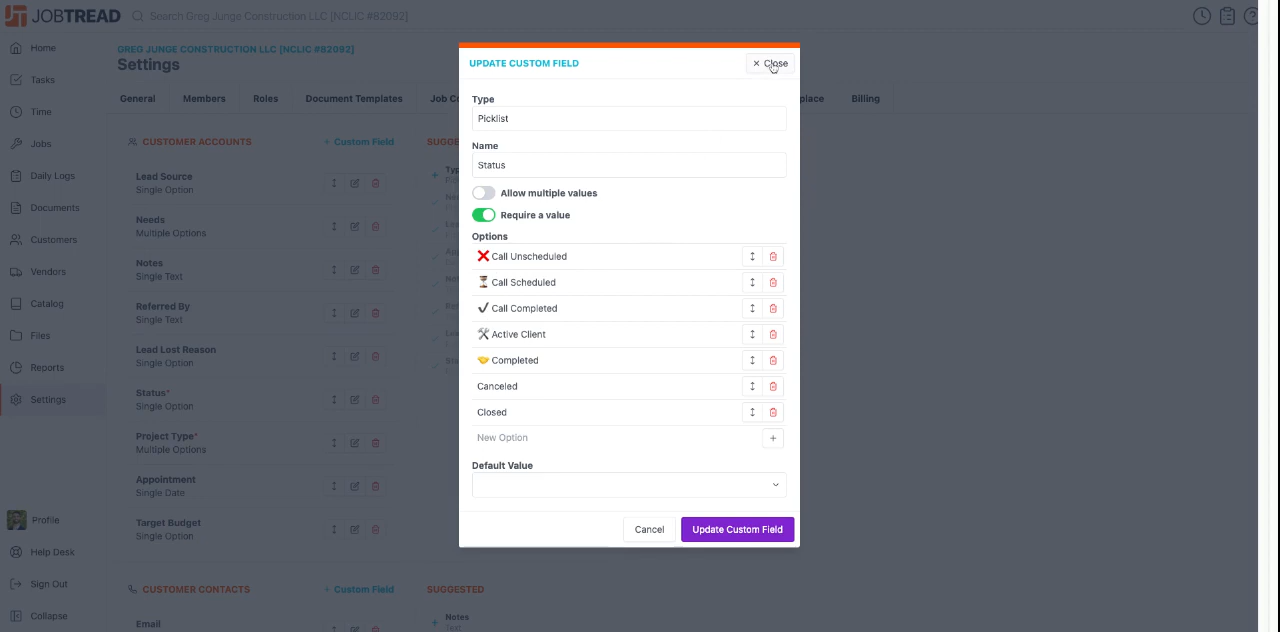 JOBTREAD
Search Greg Junge Construction LLC [NCLIC #82092]
Home
Tasks
Time
Jobs
Daily Logs
Documents
Customers
Vendors
Catalog
Files
Reports
Settings
Profile
Help Desk
Sign Out
Collapse
GREG JUNGE CONSTRUCTION LLC [NCLIC #82092]
Settings
General Members Roles Document Templates Job Co place Billing
CUSTOMER ACCOUNTS + Custom Field
Lead Source
Single Option
Needs
Multiple Options
Notes
Single Text
Referred By
Single Text
Lead Lost Reason
Single Option
Status*
Single Option
Project Type*
Multiple Options
Appointment
Single Date
Target Budget
Single Option
CUSTOMER CONTACTS + Custom Field
Email
SUGGESTED
Notes
Text
UPDATE CUSTOM FIELD
× Close
Type
Picklist
Name
Status
Allow multiple values
Require a value
Options
❌ Call Unscheduled
⏳ Call Scheduled
✔ Call Completed
🛠 Active Client
🤝 Completed
Canceled
Closed
New Option
Default Value
Cancel
Update Custom Field